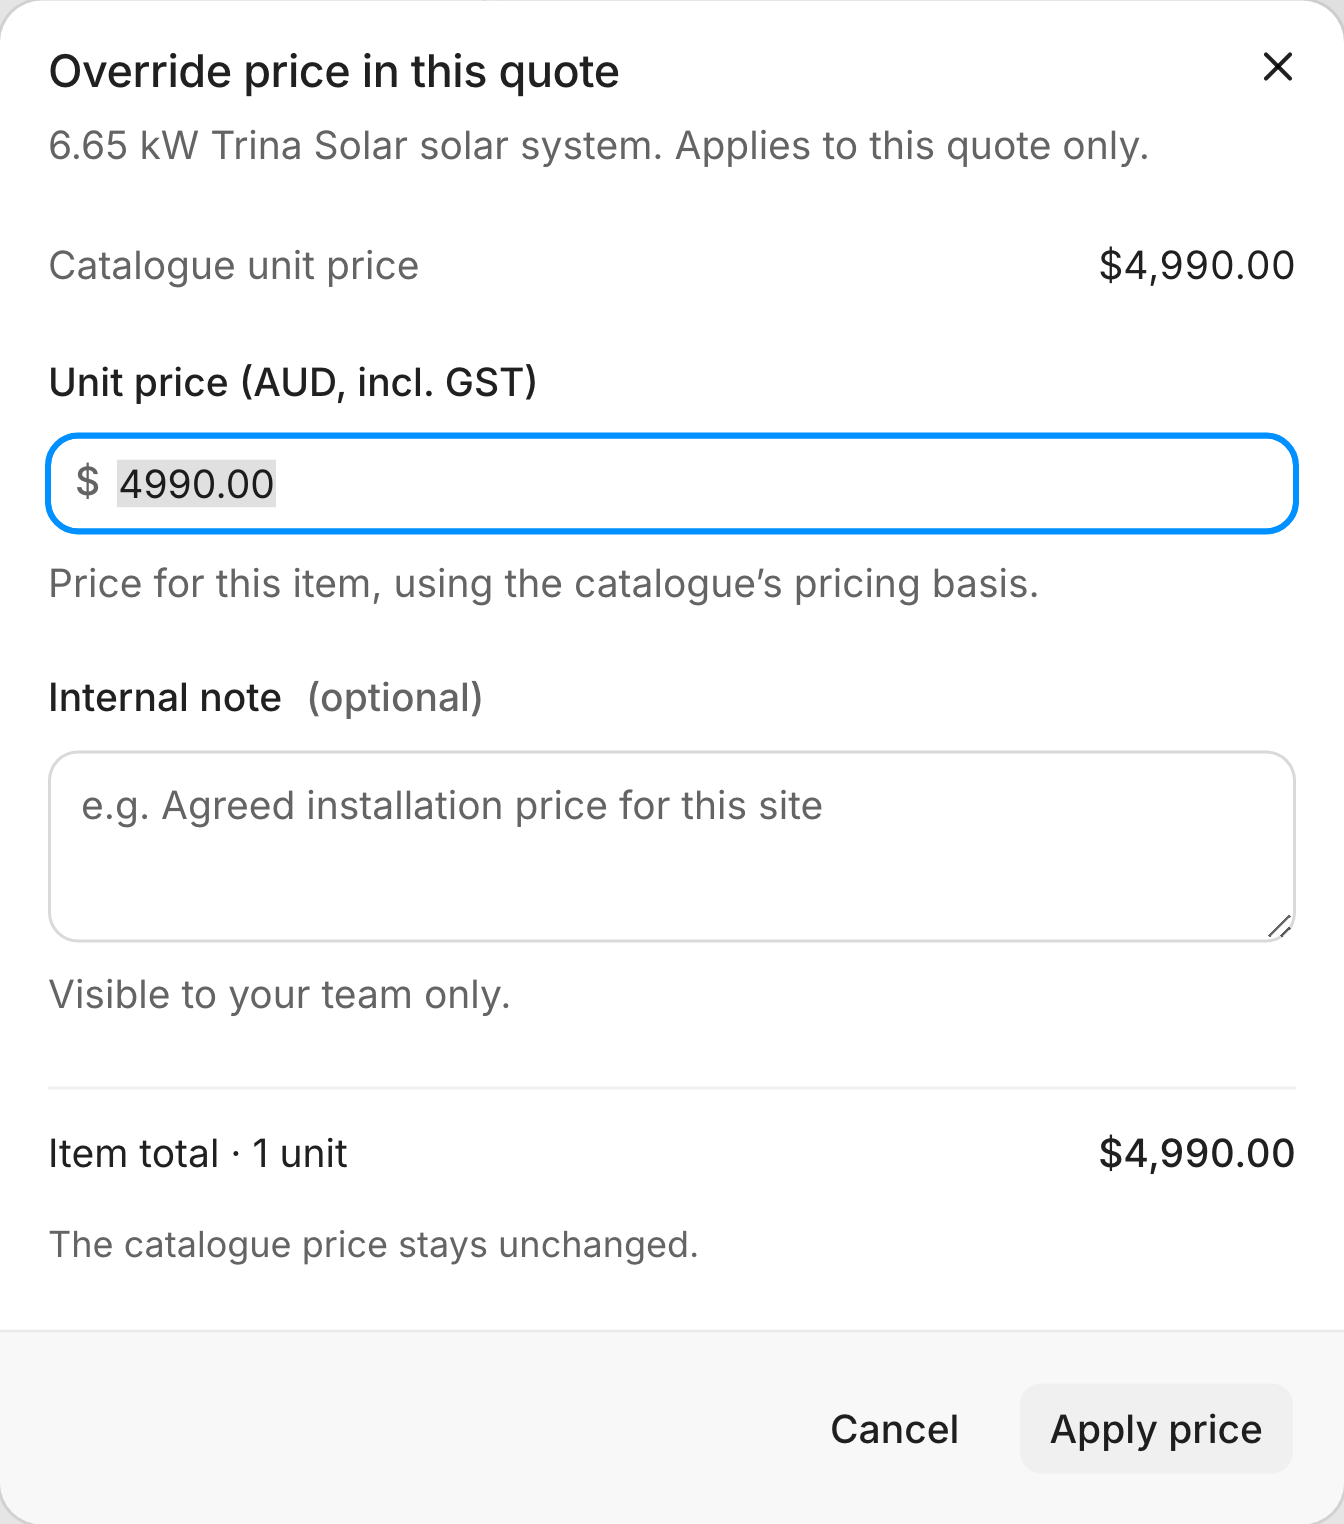 Override price in this quote
6.65 kW Trina Solar solar system. Applies to this quote only.
Catalogue unit price $4,990.00
Unit price (AUD, incl. GST)
$ 4990.00
Price for this item, using the catalogue’s pricing basis.
Internal note (optional)
e.g. Agreed installation price for this site
Visible to your team only.
Item total · 1 unit $4,990.00
The catalogue price stays unchanged.
Cancel Apply price